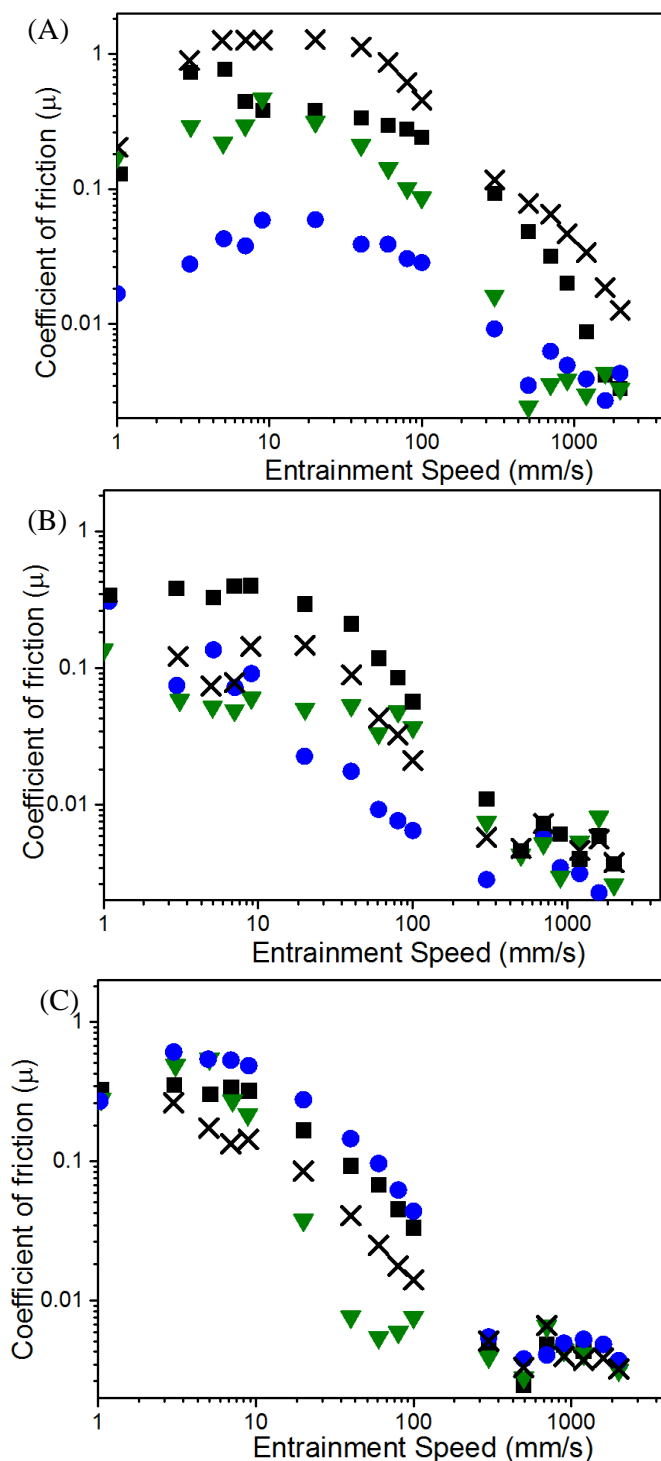 (A)
1
0.1
0.01
Coefficient of friction (μ)
1 10 100 1000
Entrainment Speed (mm/s)
(B)
1
0.1
0.01
Coefficient of friction (μ)
1 10 100 1000
Entrainment Speed (mm/s)
(C)
1
0.1
0.01
Coefficient of friction (μ)
1 10 100 1000
Entrainment Speed (mm/s)